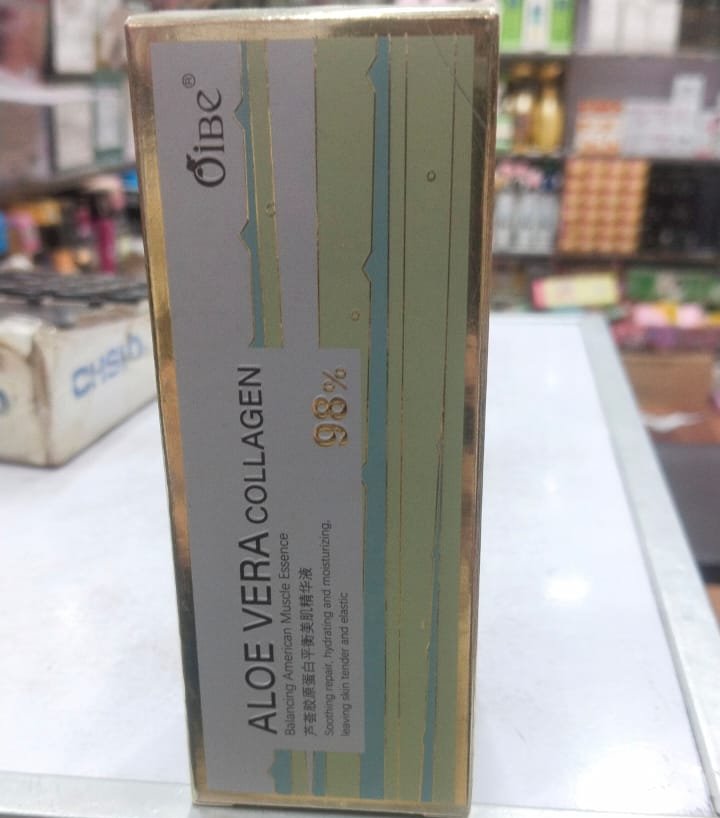 OiBe®
ALOE VERA COLLAGEN
98%
Balancing American Muscle Essence
芦荟胶原蛋白平衡美肌精华液
Soothing repair, hydrating and moisturizing,
leaving skin tender and elastic